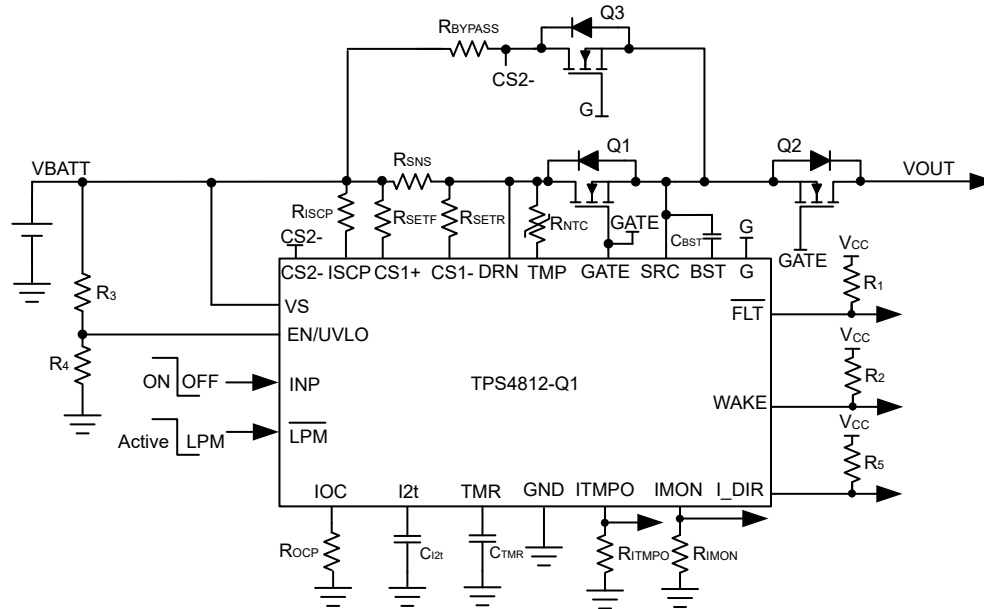 RBYPASS
Q3
CS2-
G
VBATT
RSNS
Q1
Q2
VOUT
RISCP
RSETF
RSETR
RNTC
GATE
CBST
G
GATE
CS2-
CS2- ISCP CS1+ CS1- DRN TMP GATE SRC BST G
VCC
R1
R3
VS
FLT
EN/UVLO
R4
VCC
R2
ON OFF
INP
TPS4812-Q1
WAKE
Active LPM
LPM
VCC
R5
IOC I2t TMR GND ITMPO IMON I_DIR
ROCP
CI2t
CTMR
RITMPO
RIMON